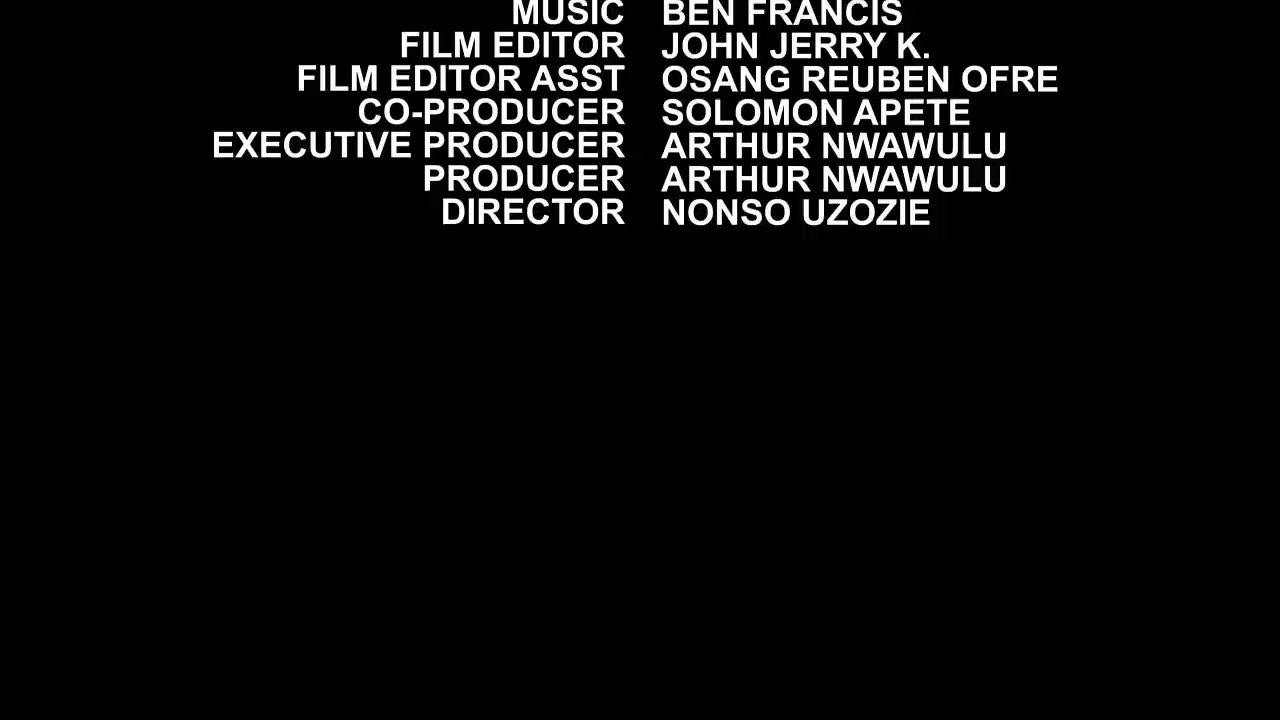 MUSIC BEN FRANCIS
FILM EDITOR JOHN JERRY K.
FILM EDITOR ASST OSANG REUBEN OFRE
CO-PRODUCER SOLOMON APETE
EXECUTIVE PRODUCER ARTHUR NWAWULU
PRODUCER ARTHUR NWAWULU
DIRECTOR NONSO UZOZIE